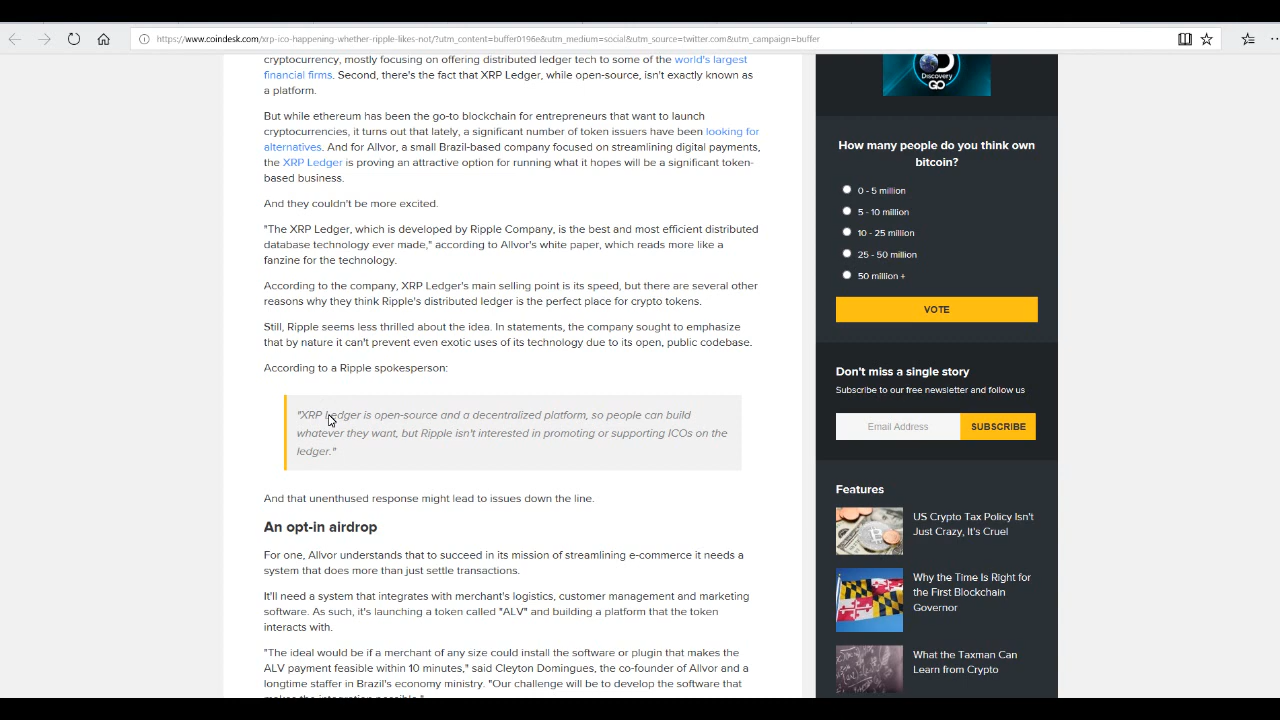 https://www.coindesk.com/xrp-ico-happening-whether-ripple-likes-not/?utm_content=buffer0196e&utm_medium=social&utm_source=twitter.com&utm_campaign=buffer
cryptocurrency, mostly focusing on offering distributed ledger tech to some of the world's largest
financial firms. Second, there's the fact that XRP Ledger, while open-source, isn't exactly known as
a platform.
But while ethereum has been the go-to blockchain for entrepreneurs that want to launch
cryptocurrencies, it turns out that lately, a significant number of token issuers have been looking for
alternatives. And for Allvor, a small Brazil-based company focused on streamlining digital payments,
the XRP Ledger is proving an attractive option for running what it hopes will be a significant token-
based business.
And they couldn't be more excited.
"The XRP Ledger, which is developed by Ripple Company, is the best and most efficient distributed
database technology ever made," according to Allvor's white paper, which reads more like a
fanzine for the technology.
According to the company, XRP Ledger's main selling point is its speed, but there are several other
reasons why they think Ripple's distributed ledger is the perfect place for crypto tokens.
Still, Ripple seems less thrilled about the idea. In statements, the company sought to emphasize
that by nature it can't prevent even exotic uses of its technology due to its open, public codebase.
According to a Ripple spokesperson:
"XRP Ledger is open-source and a decentralized platform, so people can build
whatever they want, but Ripple isn't interested in promoting or supporting ICOs on the
ledger."
And that unenthused response might lead to issues down the line.
An opt-in airdrop
For one, Allvor understands that to succeed in its mission of streamlining e-commerce it needs a
system that does more than just settle transactions.
It'll need a system that integrates with merchant's logistics, customer management and marketing
software. As such, it's launching a token called "ALV" and building a platform that the token
interacts with.
"The ideal would be if a merchant of any size could install the software or plugin that makes the
ALV payment feasible within 10 minutes," said Cleyton Domingues, the co-founder of Allvor and a
longtime staffer in Brazil's economy ministry. "Our challenge will be to develop the software that
makes the integration possible."
Discovery
GO
How many people do you think own
bitcoin?
0 - 5 million
5 - 10 million
10 - 25 million
25 - 50 million
50 million +
VOTE
Don't miss a single story
Subscribe to our free newsletter and follow us
Email Address
SUBSCRIBE
Features
US Crypto Tax Policy Isn't
Just Crazy, It's Cruel
Why the Time Is Right for
the First Blockchain
Governor
What the Taxman Can
Learn from Crypto